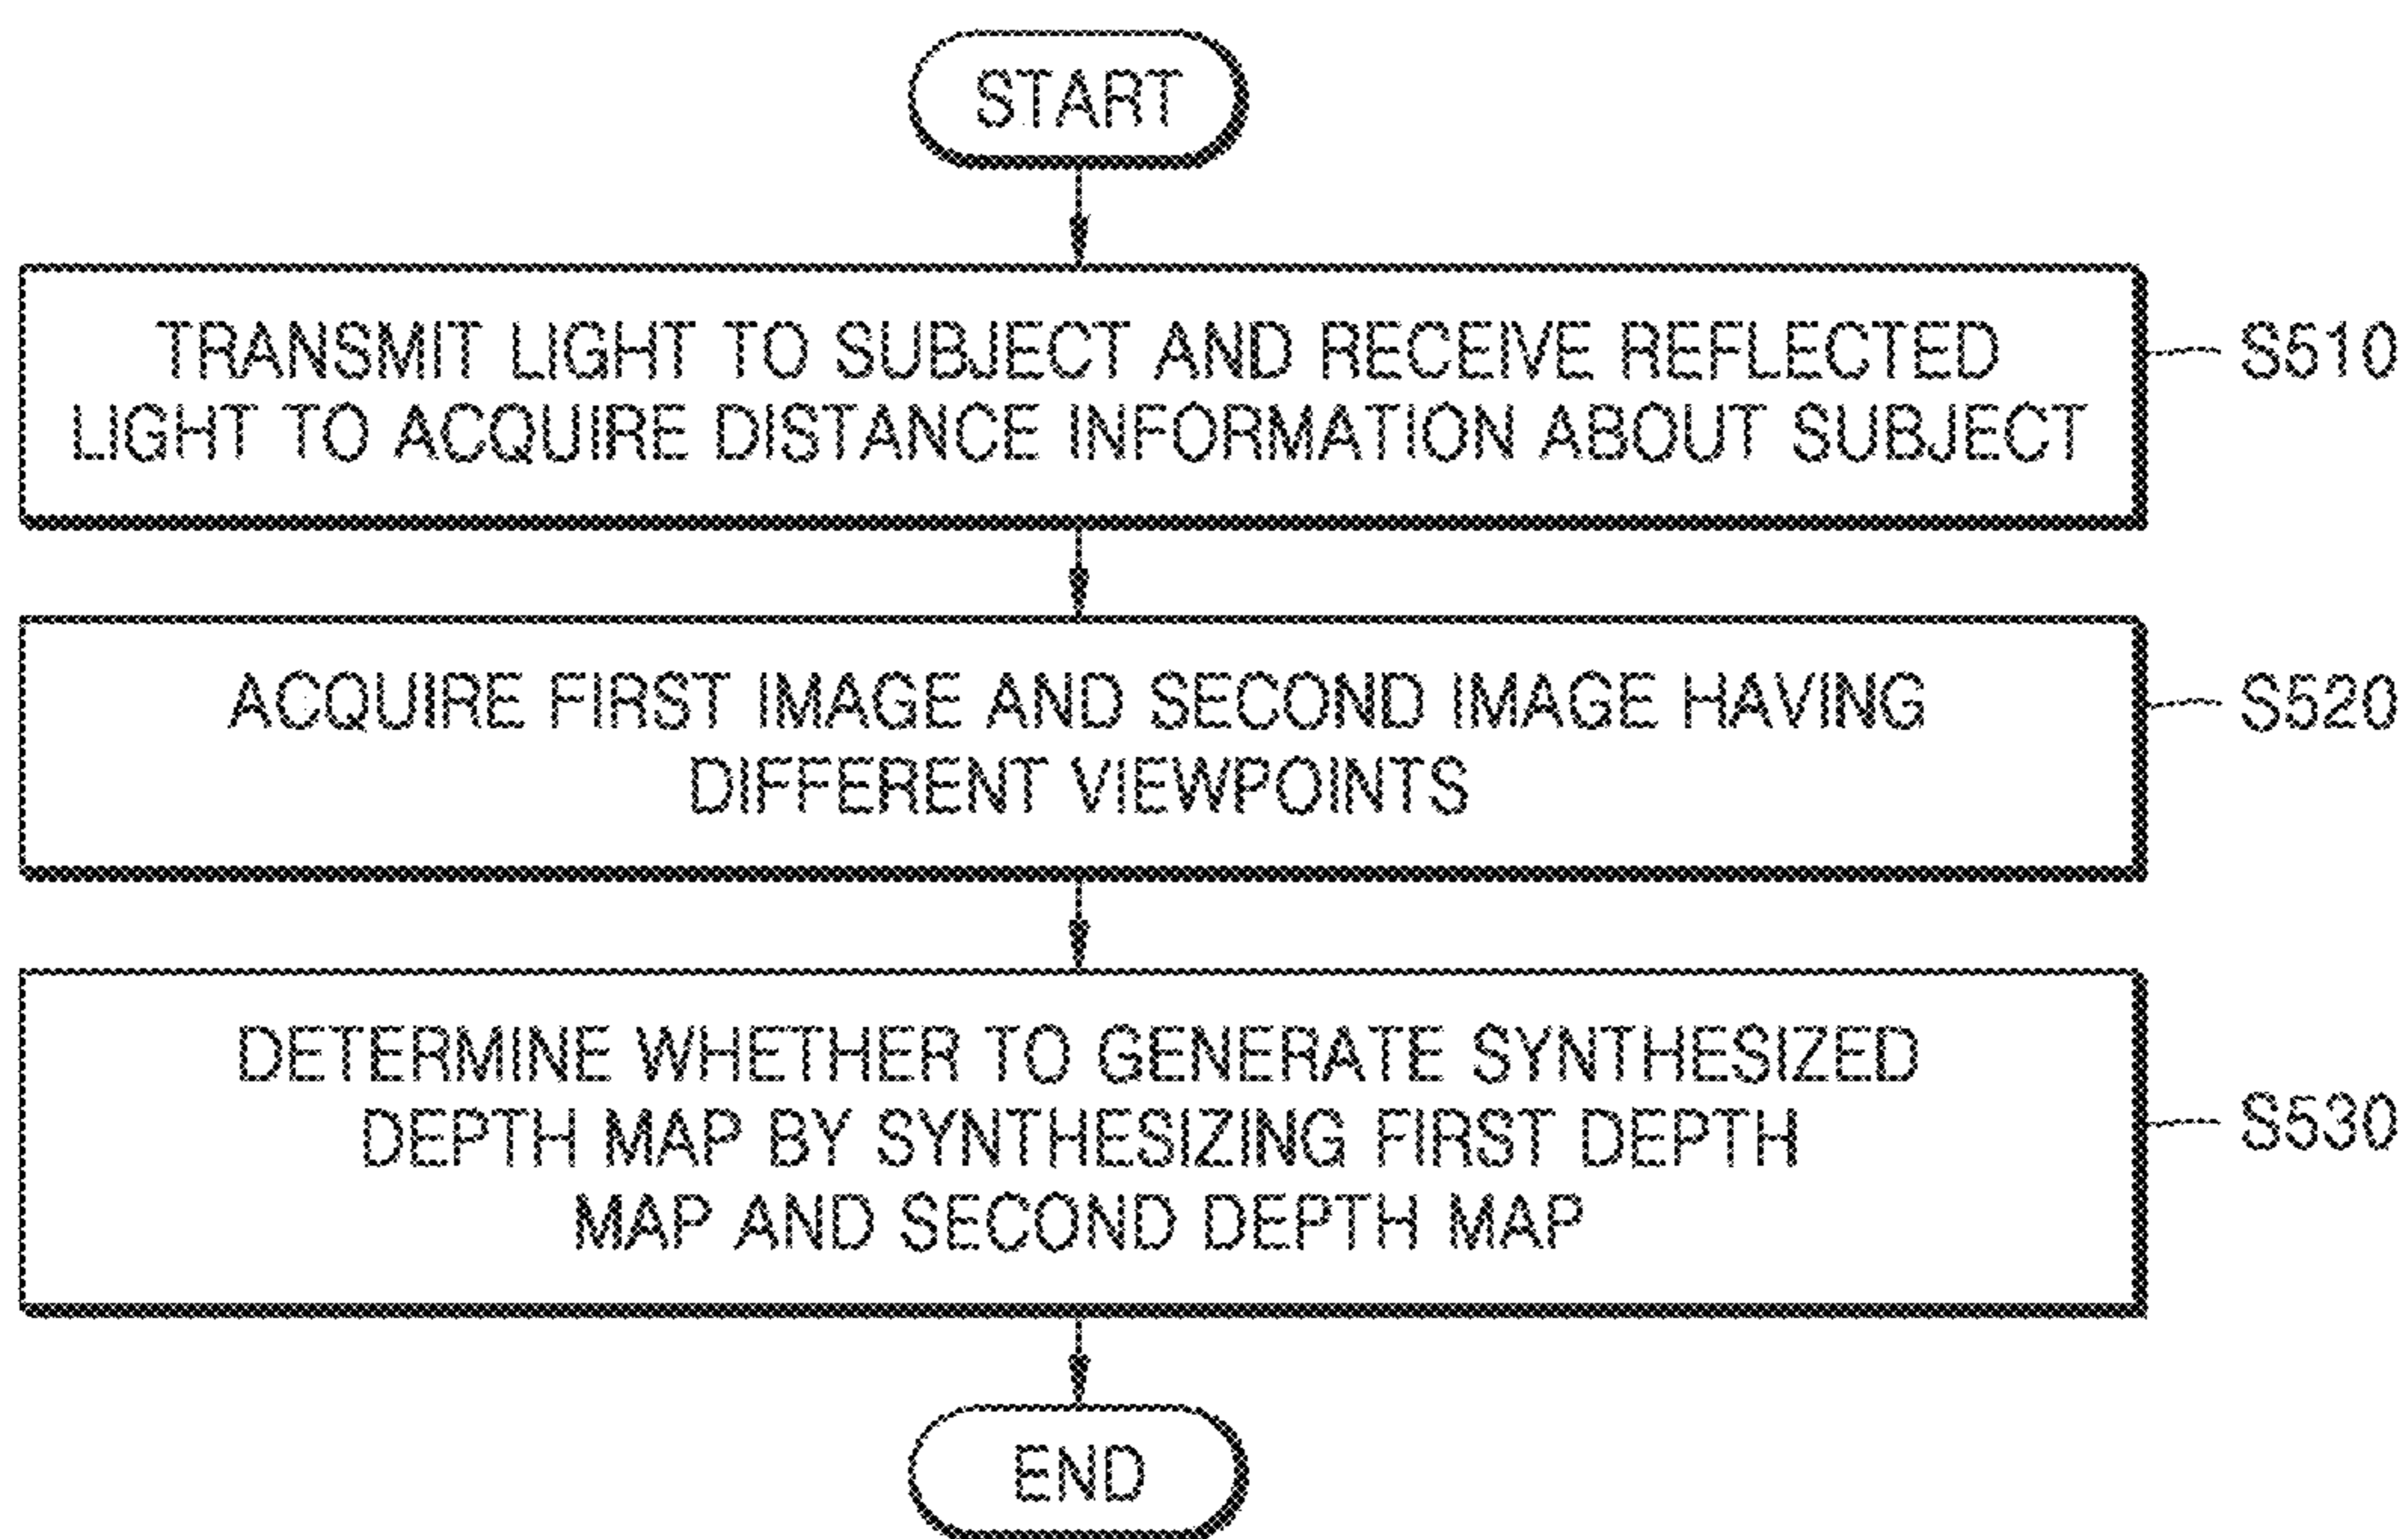 START
TRANSMIT LIGHT TO SUBJECT AND RECEIVE REFLECTED
LIGHT TO ACQUIRE DISTANCE INFORMATION ABOUT SUBJECT
S510
ACQUIRE FIRST IMAGE AND SECOND IMAGE HAVING
DIFFERENT VIEWPOINTS
S520
DETERMINE WHETHER TO GENERATE SYNTHESIZED
DEPTH MAP BY SYNTHESIZING FIRST DEPTH
MAP AND SECOND DEPTH MAP
S530
END